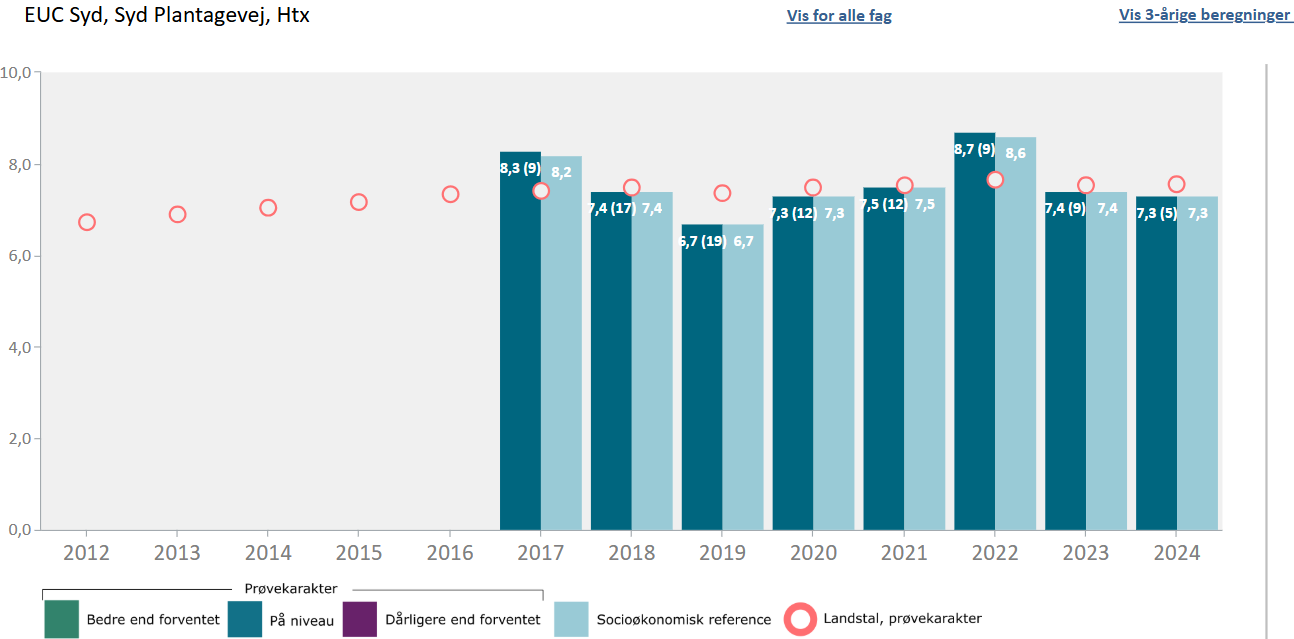 EUC Syd, Syd Plantagevej, Htx
Vis for alle fag
Vis 3-årige beregninger
10,0
8,0
6,0
4,0
2,0
0,0
8,3 (9) 8,2
7,4 (17) 7,4
6,7 (19) 6,7
7,3 (12) 7,3
7,5 (12) 7,5
8,7 (9) 8,6
7,4 (9) 7,4
7,3 (5) 7,3
2012 2013 2014 2015 2016 2017 2018 2019 2020 2021 2022 2023 2024
Prøvekarakter
Bedre end forventet På niveau Dårligere end forventet Socioøkonomisk reference Landstal, prøvekarakter